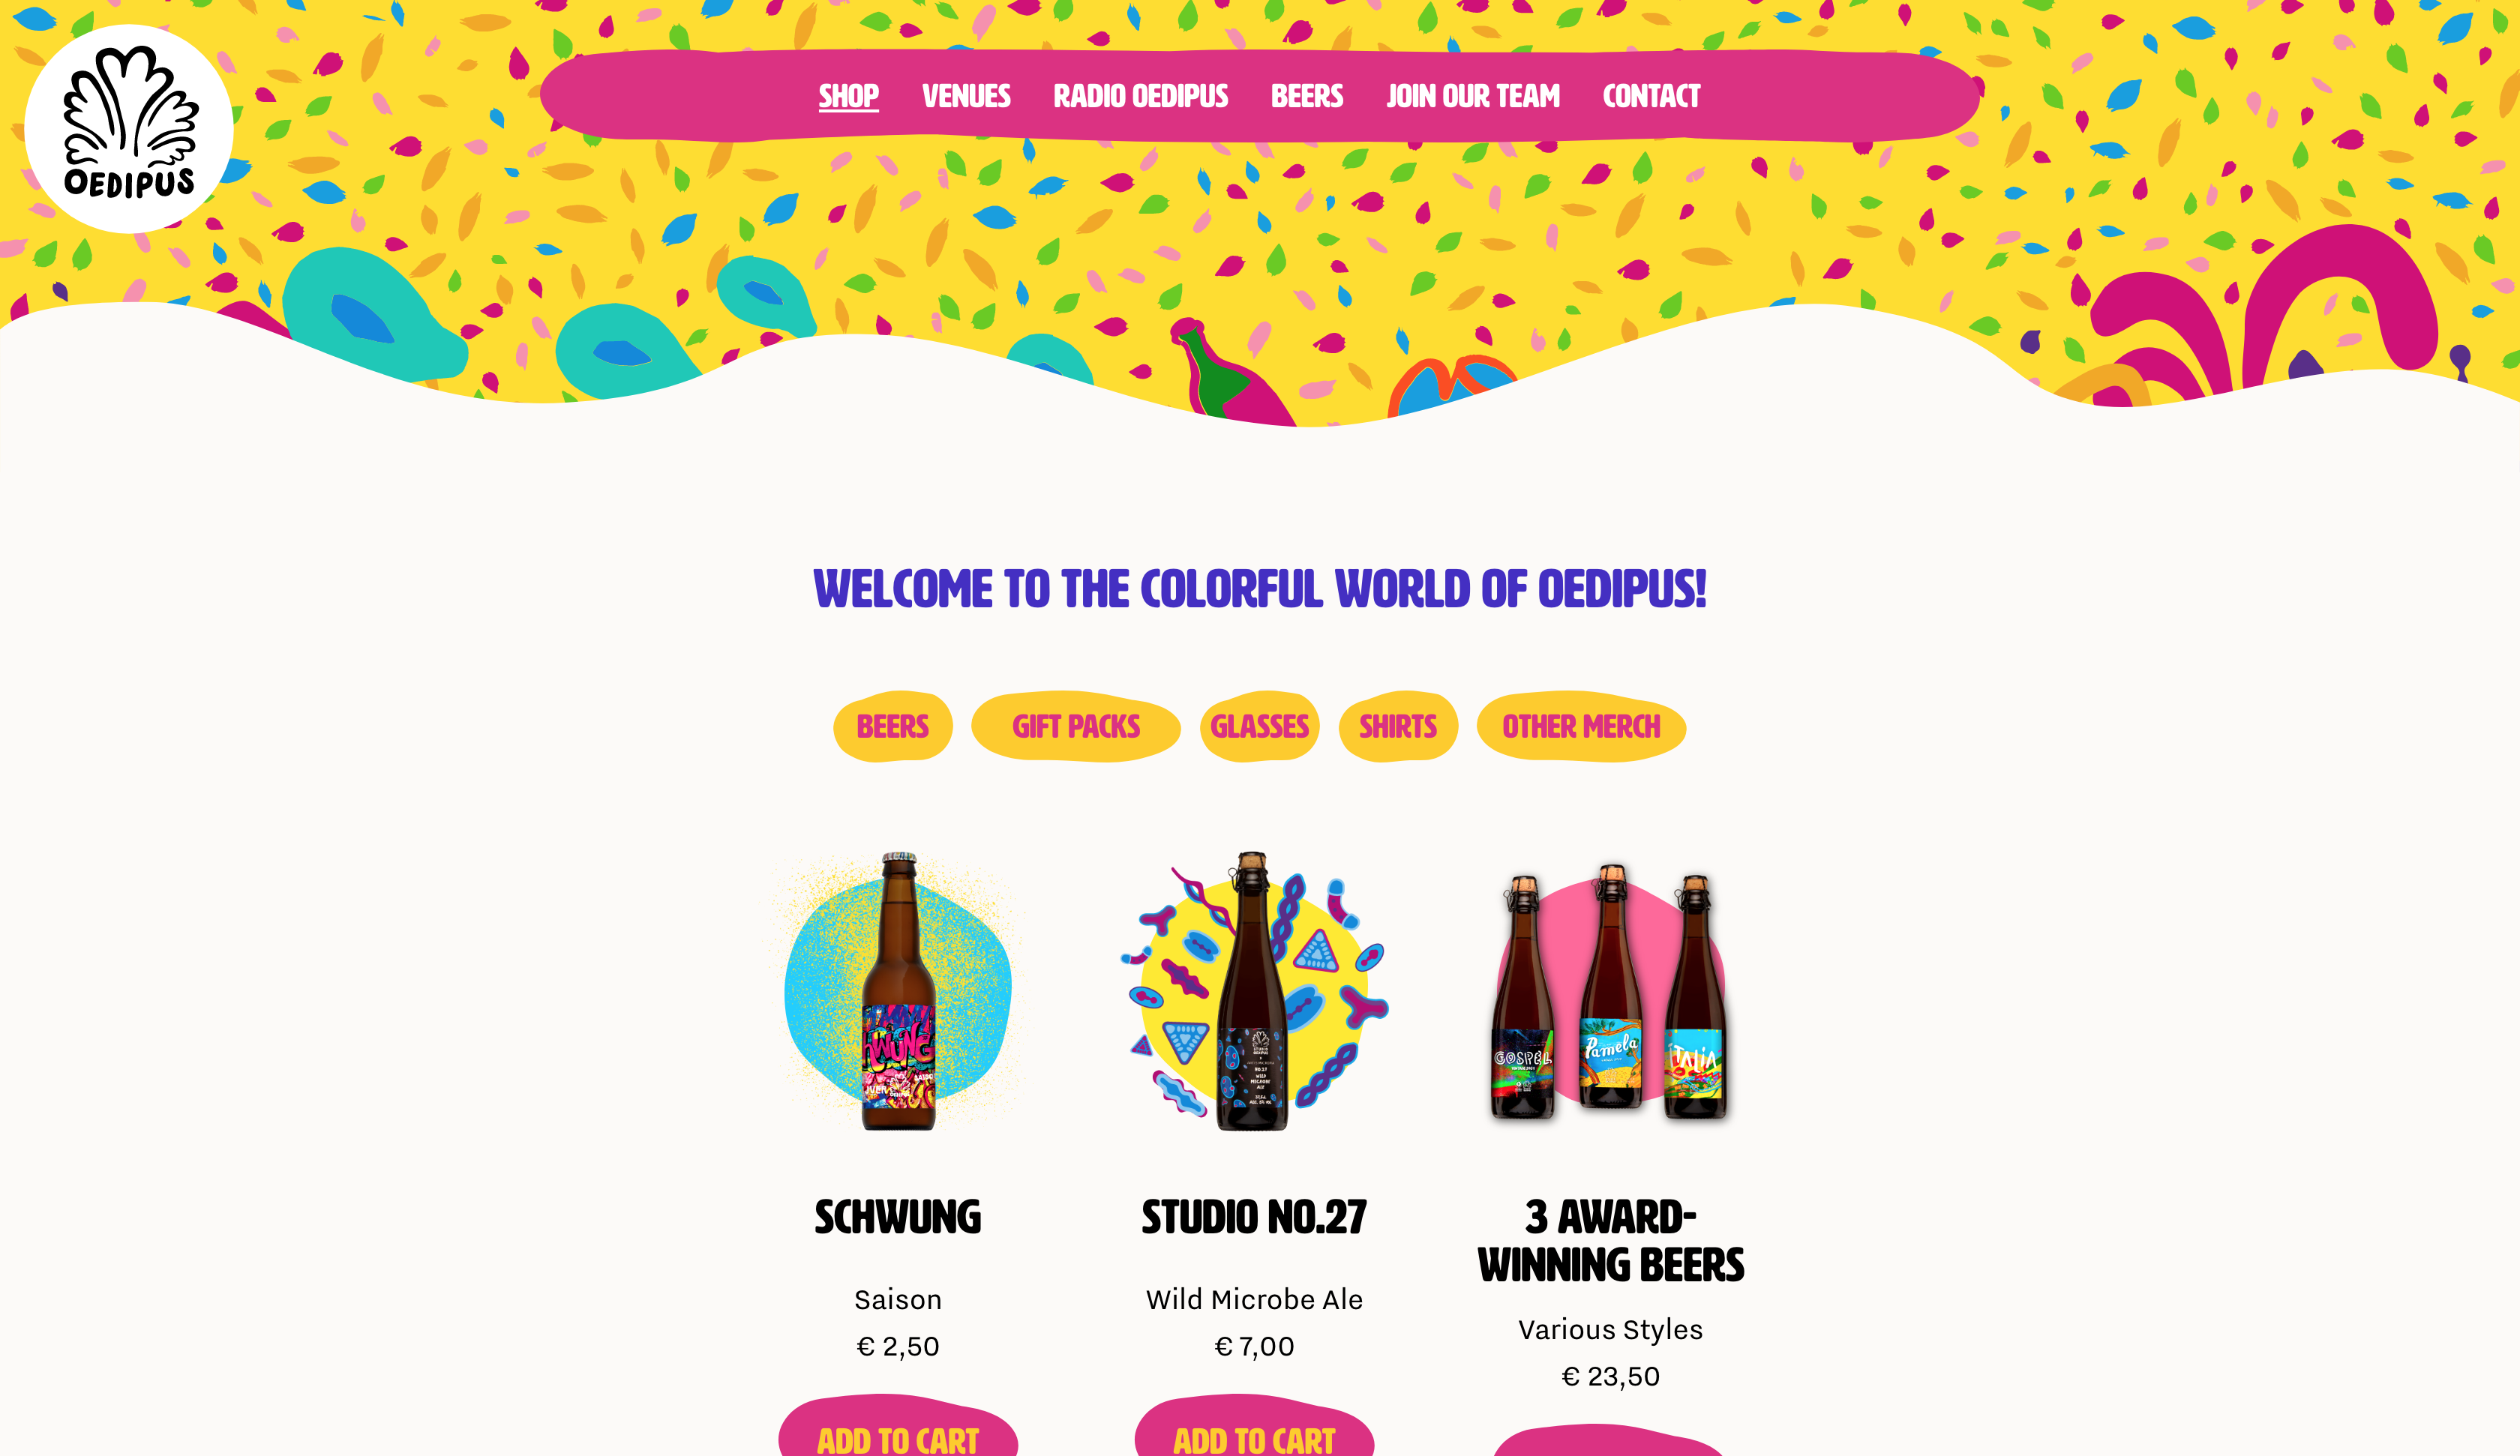 OEDIPUS
SHOP VENUES RADIO OEDIPUS BEERS JOIN OUR TEAM CONTACT
WELCOME TO THE COLORFUL WORLD OF OEDIPUS!
BEERS GIFT PACKS GLASSES SHIRTS OTHER MERCH
GOSPEL
Pamela
SCHWUNG
Saison
€ 2,50
ADD TO CART
STUDIO NO.27
Wild Microbe Ale
€ 7,00
ADD TO CART
3 AWARD-
WINNING BEERS
Various Styles
€ 23,50